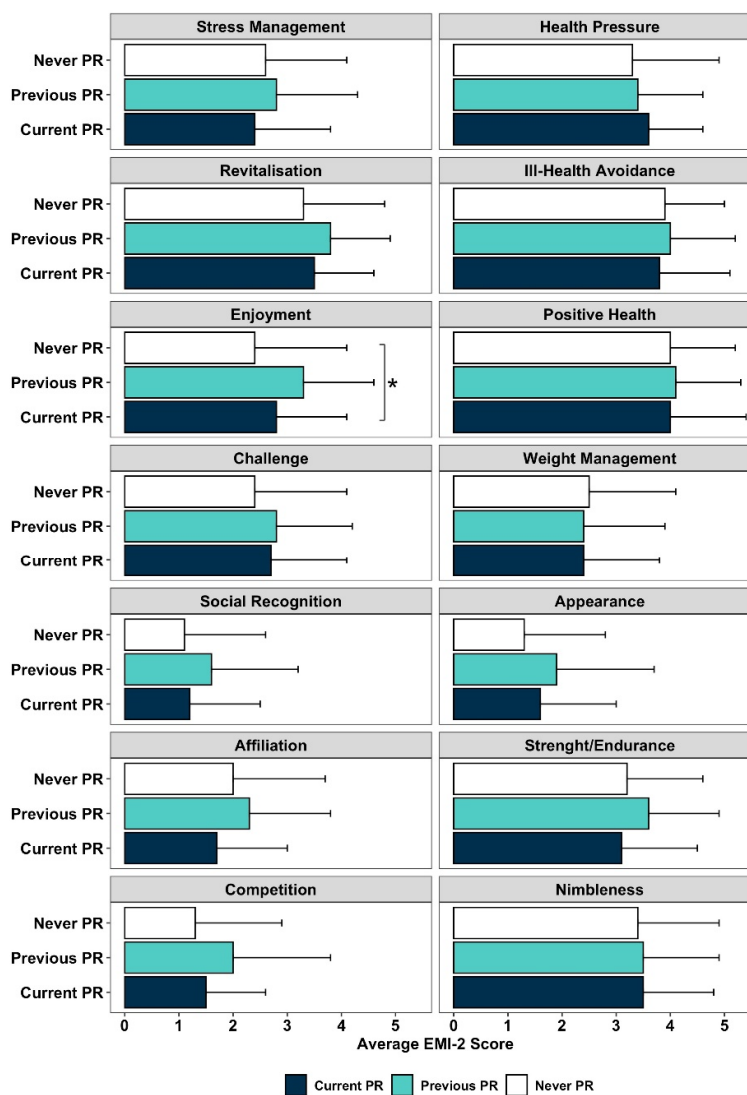 Stress Management
Health Pressure
Never PR
Previous PR
Current PR
Revitalisation
Ill-Health Avoidance
Never PR
Previous PR
Current PR
Enjoyment
Positive Health
Never PR
Previous PR
Current PR
*
Challenge
Weight Management
Never PR
Previous PR
Current PR
Social Recognition
Appearance
Never PR
Previous PR
Current PR
Affiliation
Strenght/Endurance
Never PR
Previous PR
Current PR
Competition
Nimbleness
Never PR
Previous PR
Current PR
0 1 2 3 4 5
0 1 2 3 4 5
Average EMI-2 Score
Current PR Previous PR Never PR